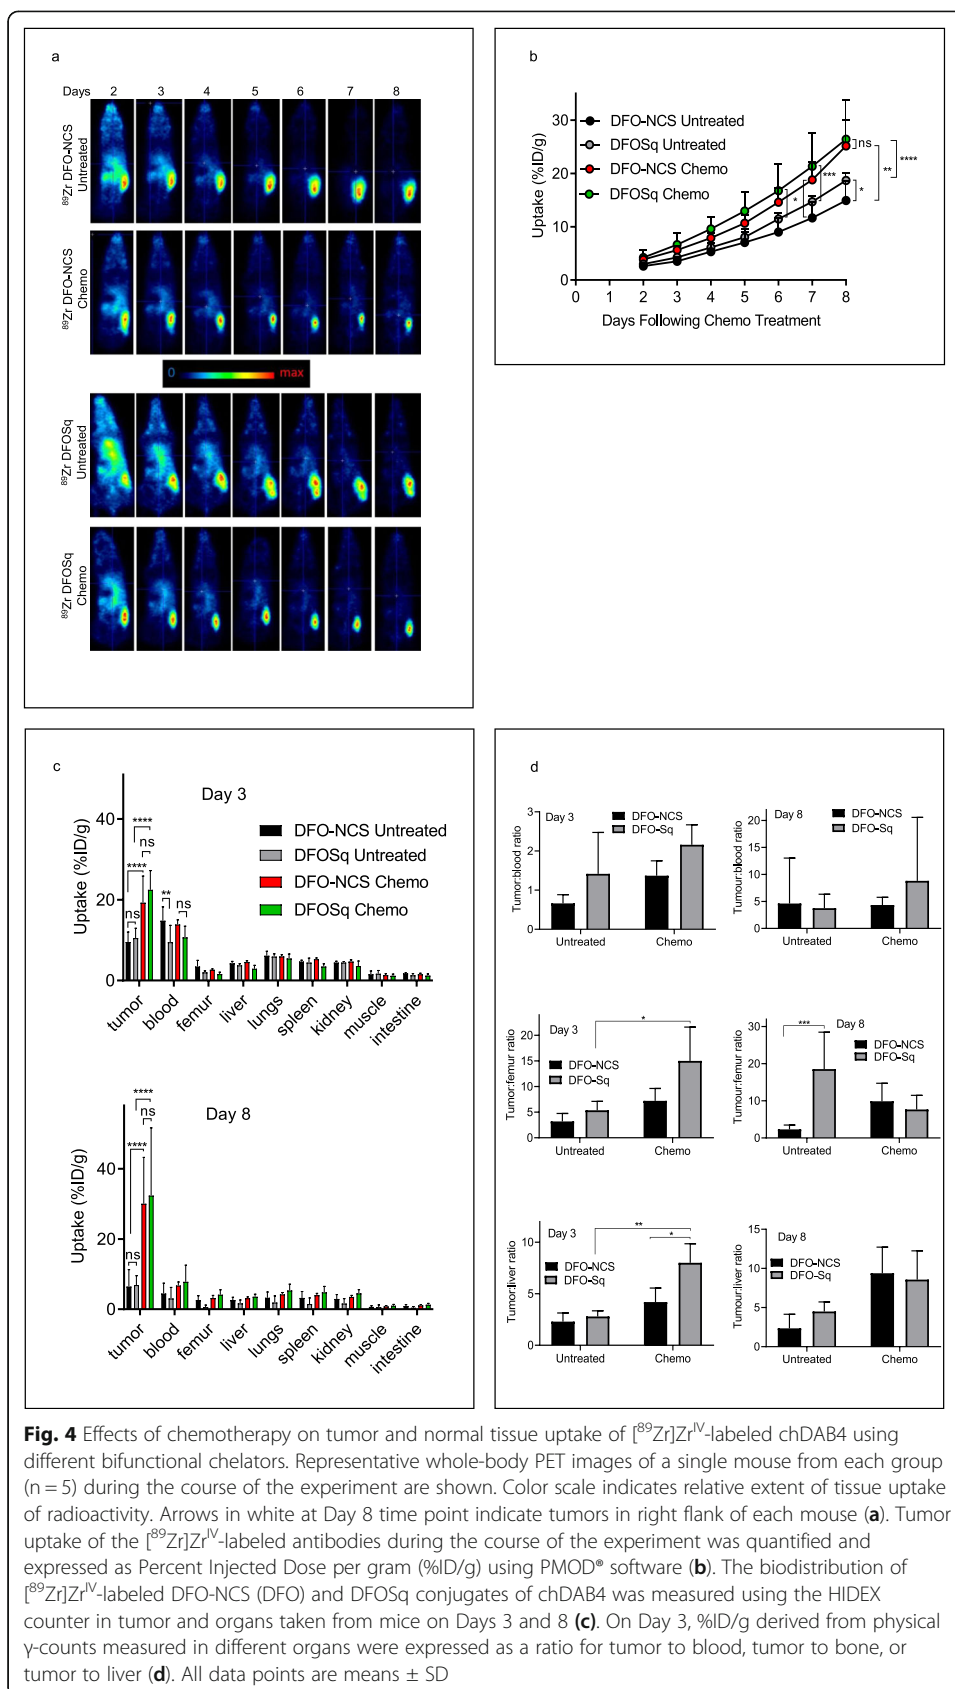 a
Days 2 3 4 5 6 7 8
⁸⁹Zr DFO-NCS
Untreated
⁸⁹Zr DFO-NCS
Chemo
0 max
⁸⁹Zr DFOSq
Untreated
⁸⁹Zr DFOSq
Chemo
b
Uptake (%ID/g)
30
20
10
0
DFO-NCS Untreated
DFOSq Untreated
DFO-NCS Chemo
DFOSq Chemo
ns
****
**
***
*
*
0 1 2 3 4 5 6 7 8
Days Following Chemo Treatment
c
Day 3
Uptake (%ID/g)
40
20
0
DFO-NCS Untreated
DFOSq Untreated
DFO-NCS Chemo
DFOSq Chemo
****
ns
****
ns
**
ns
tumor blood femur liver lungs spleen kidney muscle intestine
Day 8
Uptake (%ID/g)
40
20
0
****
ns
****
ns
tumor blood femur liver lungs spleen kidney muscle intestine
d
Day 3
DFO-NCS
DFO-Sq
Tumor:blood ratio
3
2
1
0
Untreated Chemo
Day 8
DFO-NCS
DFO-Sq
Tumour:blood ratio
20
15
10
5
0
Untreated Chemo
Day 3
*
DFO-NCS
DFO-Sq
Tumor:femur ratio
20
15
10
5
0
Untreated Chemo
*** Day 8
DFO-NCS
DFO-Sq
Tumour:femur ratio
30
20
10
0
Untreated Chemo
Day 3
**
*
DFO-NCS
DFO-Sq
Tumor:liver ratio
10
5
0
Untreated Chemo
Day 8
DFO-NCS
DFO-Sq
Tumour:liver ratio
15
10
5
0
Untreated Chemo
Fig. 4 Effects of chemotherapy on tumor and normal tissue uptake of [⁸⁹Zr]Zrᴵⱽ-labeled chDAB4 using
different bifunctional chelators. Representative whole-body PET images of a single mouse from each group
(n = 5) during the course of the experiment are shown. Color scale indicates relative extent of tissue uptake
of radioactivity. Arrows in white at Day 8 time point indicate tumors in right flank of each mouse (a). Tumor
uptake of the [⁸⁹Zr]Zrᴵⱽ-labeled antibodies during the course of the experiment was quantified and
expressed as Percent Injected Dose per gram (%ID/g) using PMOD® software (b). The biodistribution of
[⁸⁹Zr]Zrᴵⱽ-labeled DFO-NCS (DFO) and DFOSq conjugates of chDAB4 was measured using the HIDEX
counter in tumor and organs taken from mice on Days 3 and 8 (c). On Day 3, %ID/g derived from physical
γ-counts measured in different organs were expressed as a ratio for tumor to blood, tumor to bone, or
tumor to liver (d). All data points are means ± SD